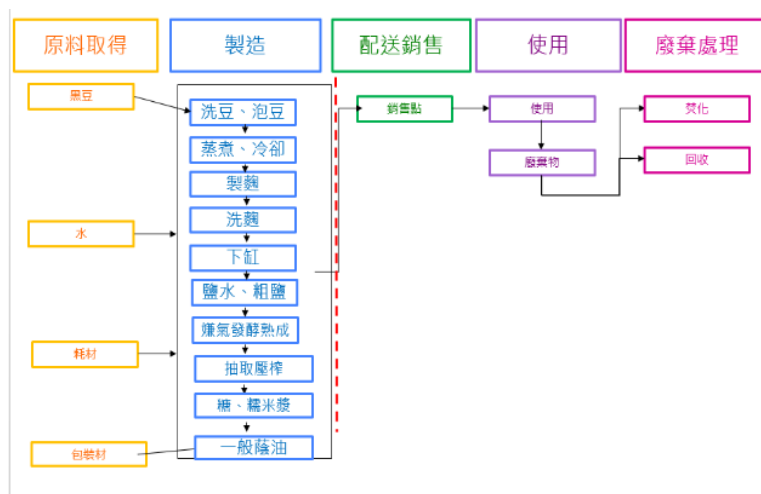 原料取得
製造
配送銷售
使用
廢棄處理
黑豆
水
耗材
包裝材
洗豆、泡豆
蒸煮、冷卻
製麴
洗麴
下缸
鹽水、粗鹽
嫌氣發酵熟成
抽取壓榨
糖、糯米漿
一般蔭油
銷售點
使用
廢棄物
焚化
回收